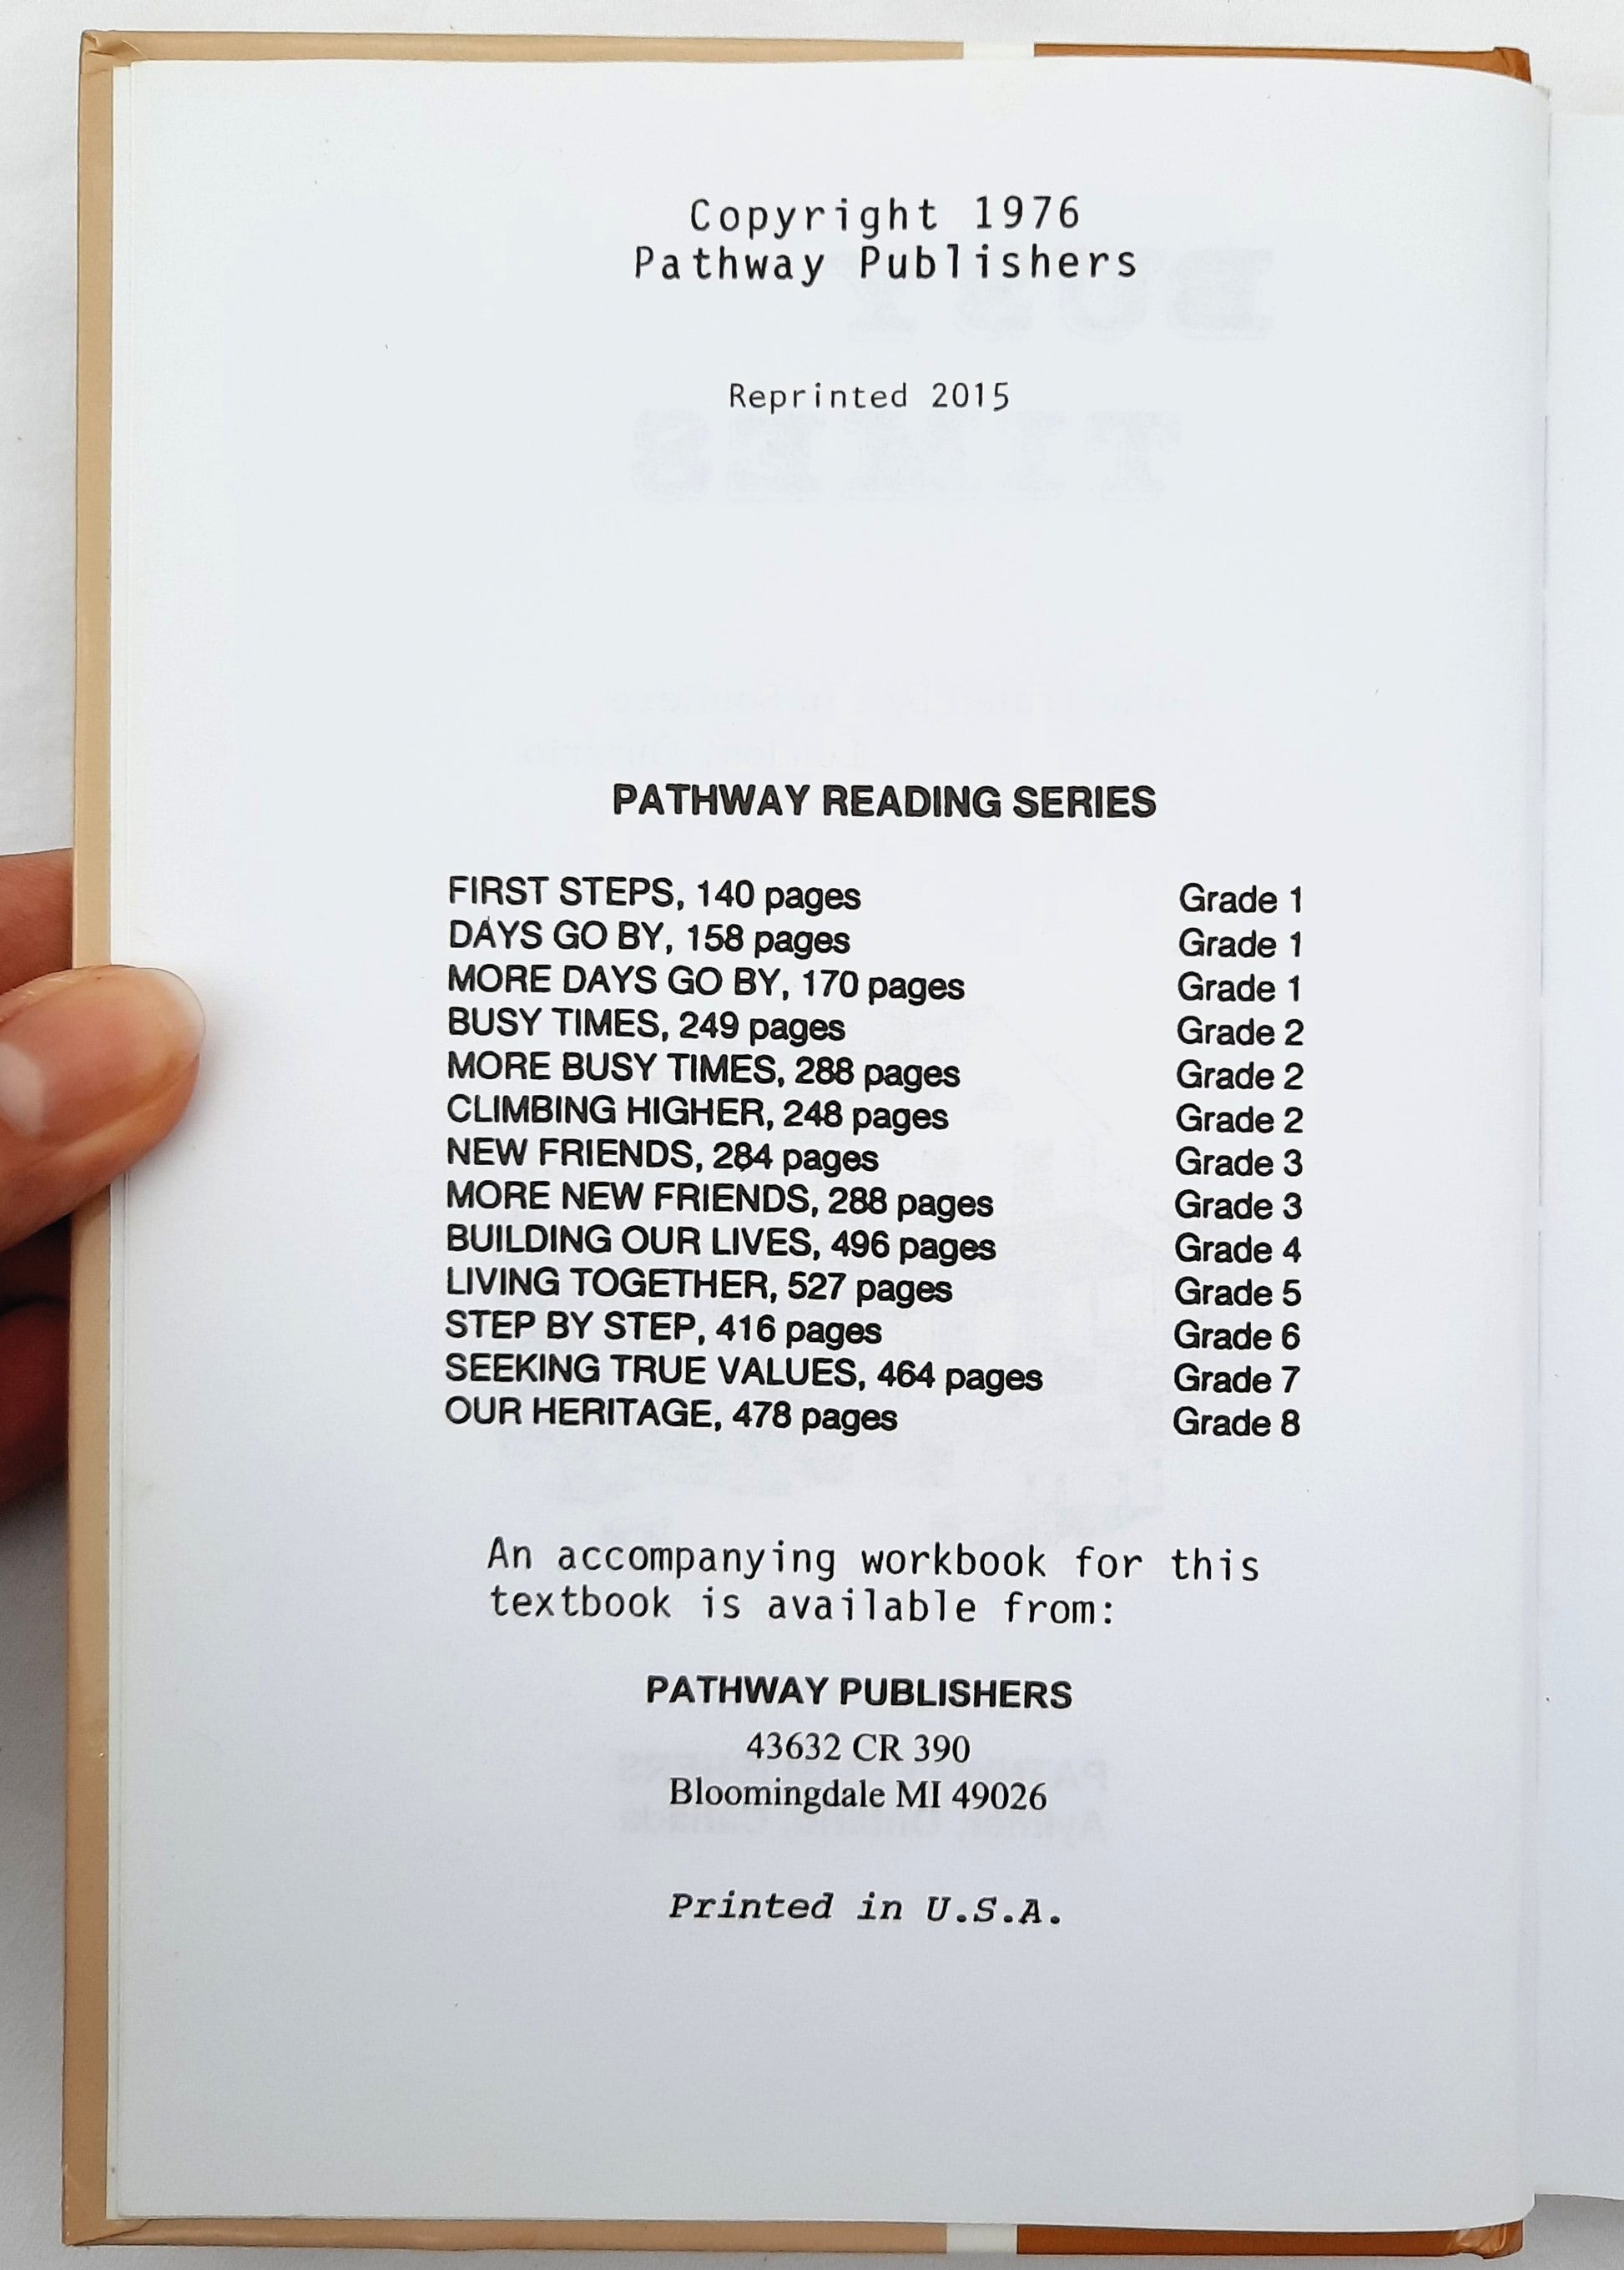 Copyright 1976
Pathway Publishers
Reprinted 2015
PATHWAY READING SERIES
FIRST STEPS, 140 pages Grade 1
DAYS GO BY, 158 pages Grade 1
MORE DAYS GO BY, 170 pages Grade 1
BUSY TIMES, 249 pages Grade 2
MORE BUSY TIMES, 288 pages Grade 2
CLIMBING HIGHER, 248 pages Grade 2
NEW FRIENDS, 284 pages Grade 3
MORE NEW FRIENDS, 288 pages Grade 3
BUILDING OUR LIVES, 496 pages Grade 4
LIVING TOGETHER, 527 pages Grade 5
STEP BY STEP, 416 pages Grade 6
SEEKING TRUE VALUES, 464 pages Grade 7
OUR HERITAGE, 478 pages Grade 8
An accompanying workbook for this
textbook is available from:
PATHWAY PUBLISHERS
43632 CR 390
Bloomingdale MI 49026
Printed in U.S.A.